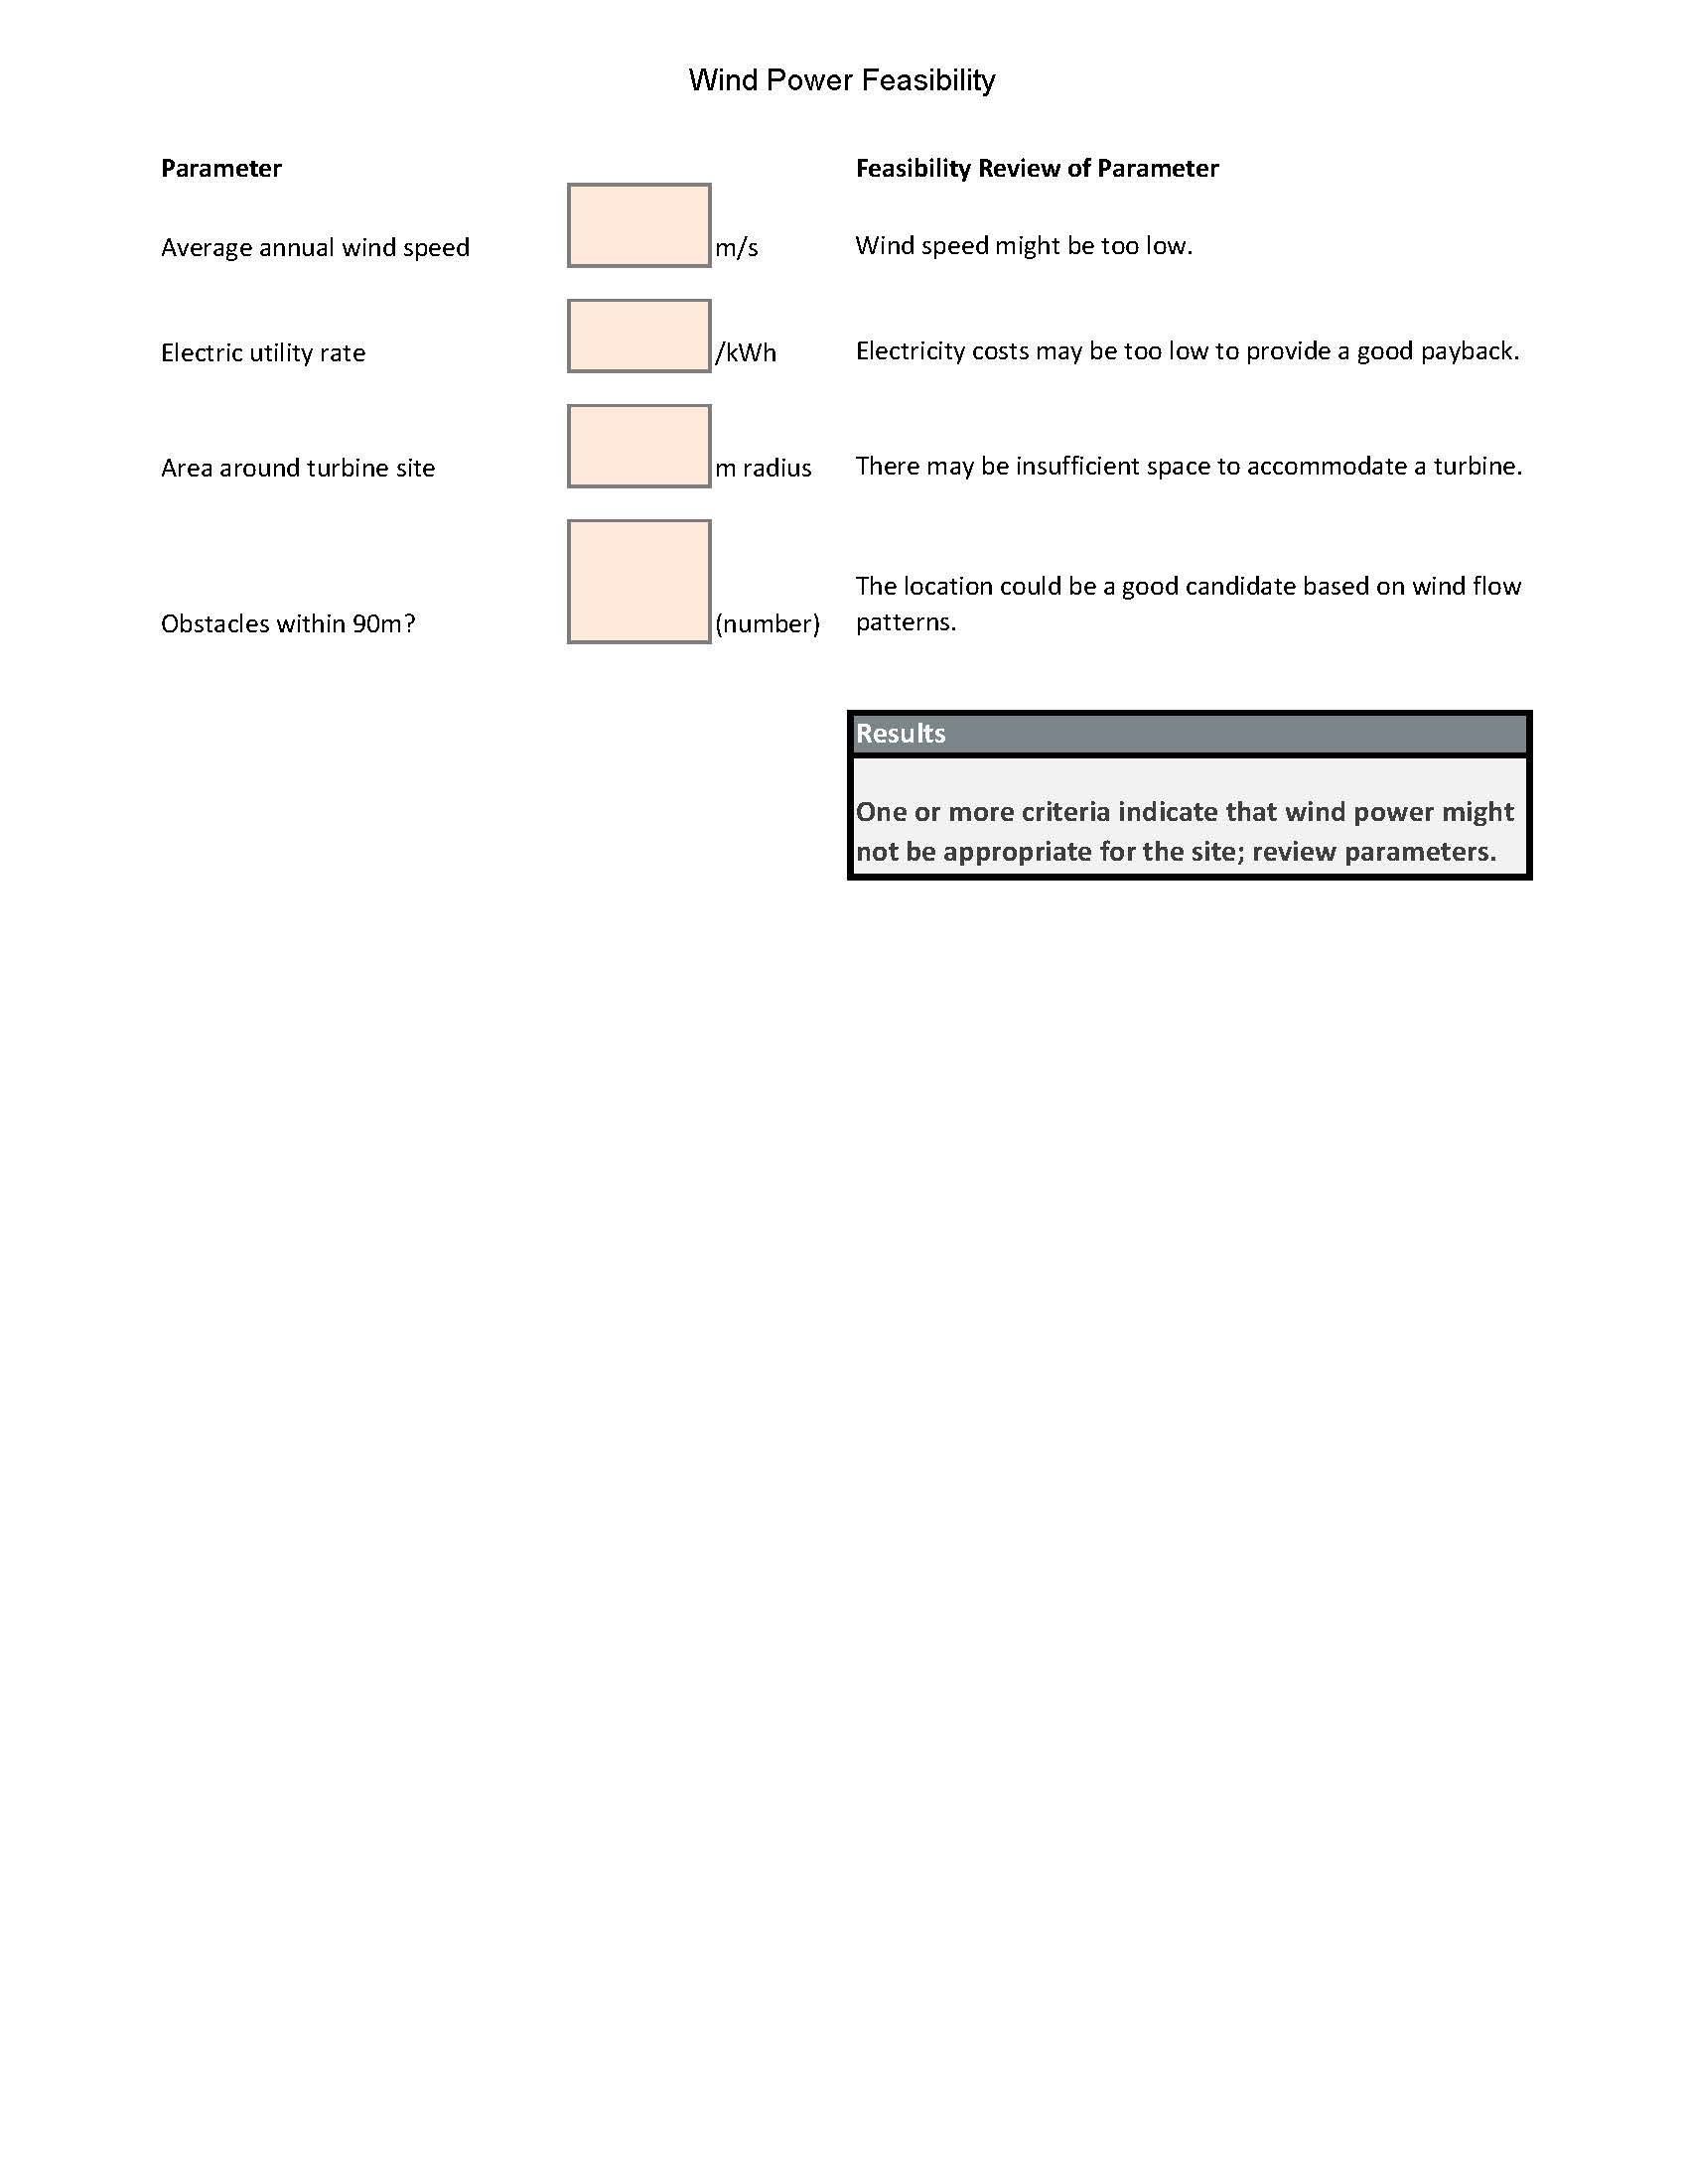 Wind Power Feasibility
Parameter
Feasibility Review of Parameter
Average annual wind speed
m/s
Wind speed might be too low.
Electric utility rate
/kWh
Electricity costs may be too low to provide a good payback.
Area around turbine site
m radius
There may be insufficient space to accommodate a turbine.
Obstacles within 90m?
(number)
The location could be a good candidate based on wind flow
patterns.
Results
One or more criteria indicate that wind power might
not be appropriate for the site; review parameters.